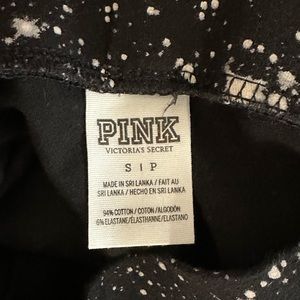 PINK
VICTORIA'S SECRET
S | P
MADE IN SRI LANKA / FAIT AU
SRI LANKA / HECHO EN SRI LANKA
94% COTTON / COTON / ALGODÓN
6% ELASTANE / ÉLASTHANNE / ELASTANO